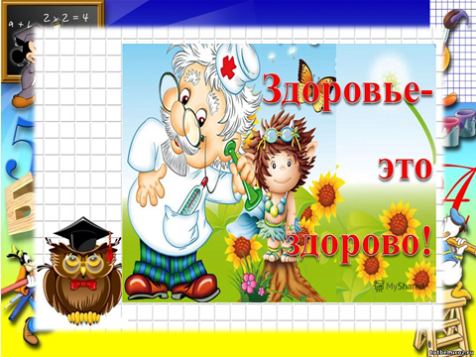 2 x 2 = 4
Здоровье-
это
здорово!
MyShared